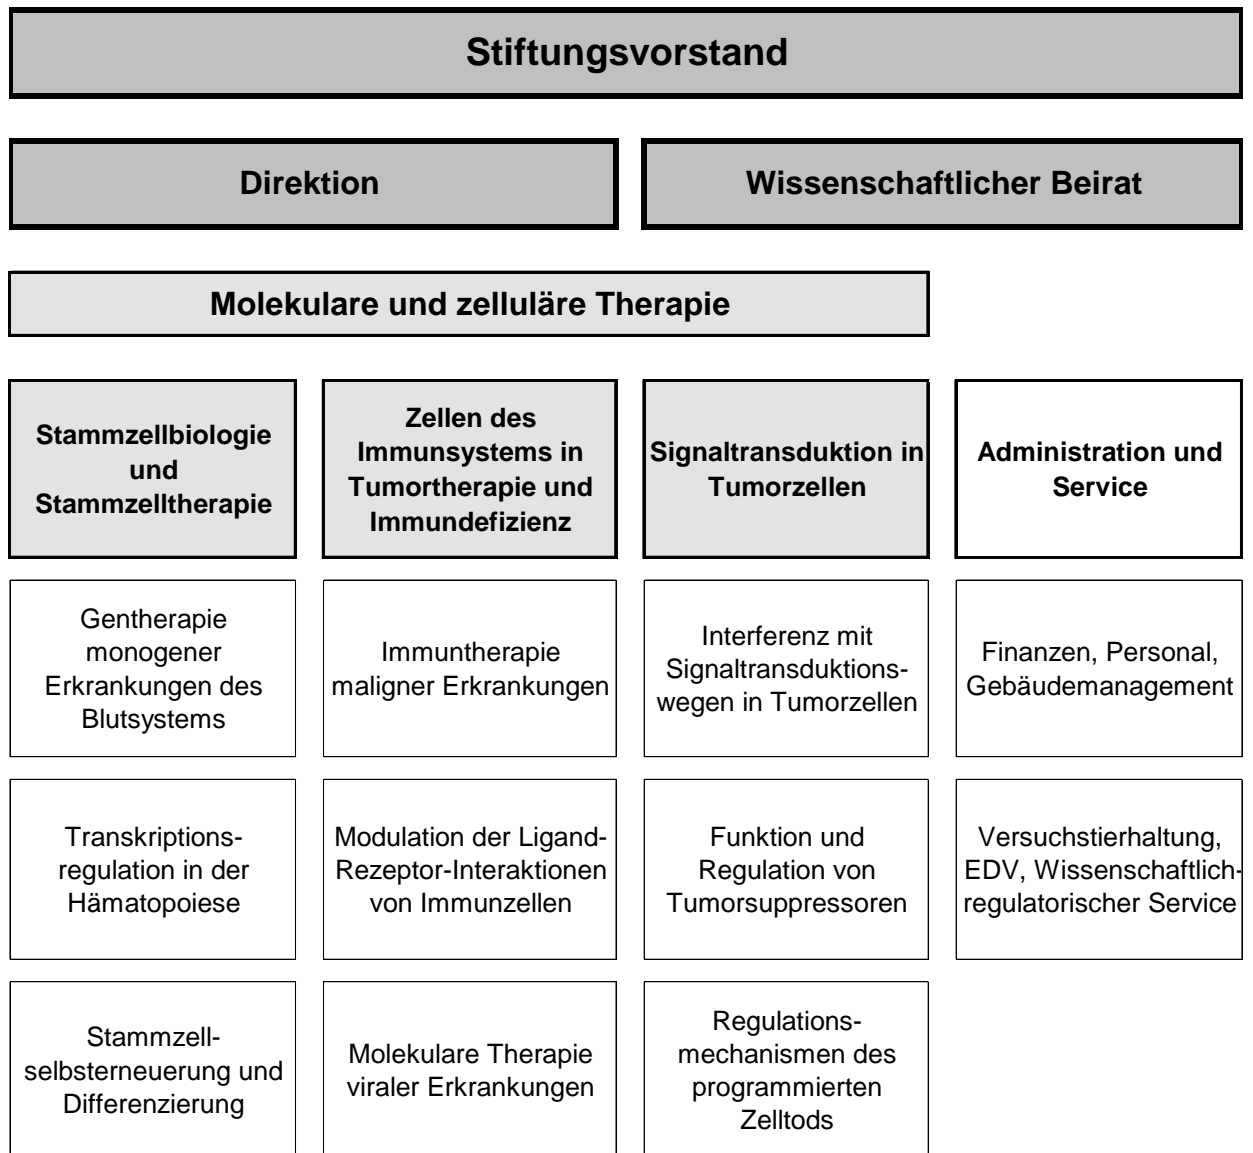 Stiftungsvorstand
Direktion
Wissenschaftlicher Beirat
Molekulare und zelluläre Therapie
Stammzellbiologie
und
Stammzelltherapie
Zellen des
Immunsystems in
Tumortherapie und
Immundefizienz
Signaltransduktion in
Tumorzellen
Administration und
Service
Gentherapie
monogener
Erkrankungen des
Blutsystems
Immuntherapie
maligner Erkrankungen
Interferenz mit
Signaltransduktions-
wegen in Tumorzellen
Finanzen, Personal,
Gebäudemanagement
Transkriptions-
regulation in der
Hämatopoiese
Modulation der Ligand-
Rezeptor-Interaktionen
von Immunzellen
Funktion und
Regulation von
Tumorsuppressoren
Versuchstierhaltung,
EDV, Wissenschaftlich-
regulatorischer Service
Stammzell-
selbsterneuerung und
Differenzierung
Molekulare Therapie
viraler Erkrankungen
Regulations-
mechanismen des
programmierten
Zelltods